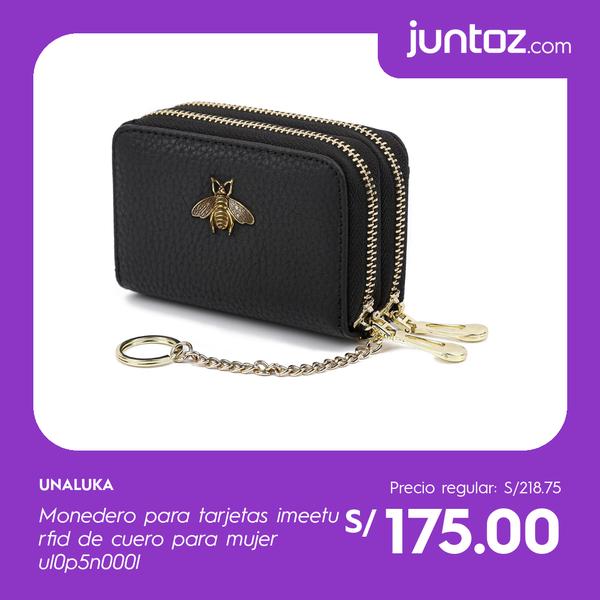 juntoz.com
UNALUKA
Monedero para tarjetas imeetu
rfid de cuero para mujer
ul0p5n000l
Precio regular: S/218.75
S/ 175.00